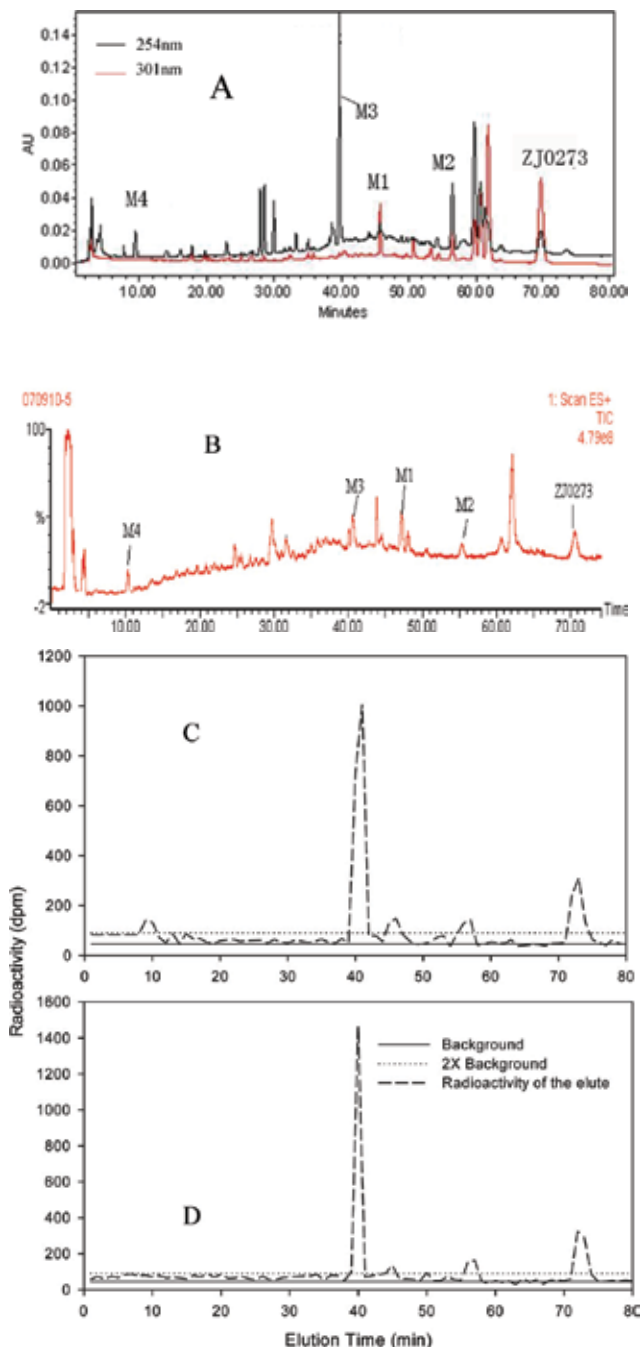 0.14
0.12
0.10
0.08
0.06
0.04
0.02
0.00
AU
254nm
301nm
A
M3
M4
M1
M2
ZJ0273
10.00 20.00 30.00 40.00 50.00 60.00 70.00 80.000
Minutes
070910-5
1: Scan ES+
TIC
4.79e8
100
%
-2
B
M4
M3
M1
M2
ZJ0273
10.00 20.00 30.00 40.00 50.00 60.00 70.00
Time
1200
1000
800
600
400
200
0
C
0 10 20 30 40 50 60 70 80
Radioactivity (dpm)
1600
1400
1200
1000
800
600
400
200
0
Background
2X Background
Radioactivity of the elute
D
0 10 20 30 40 50 60 70 80
Elution Time (min)